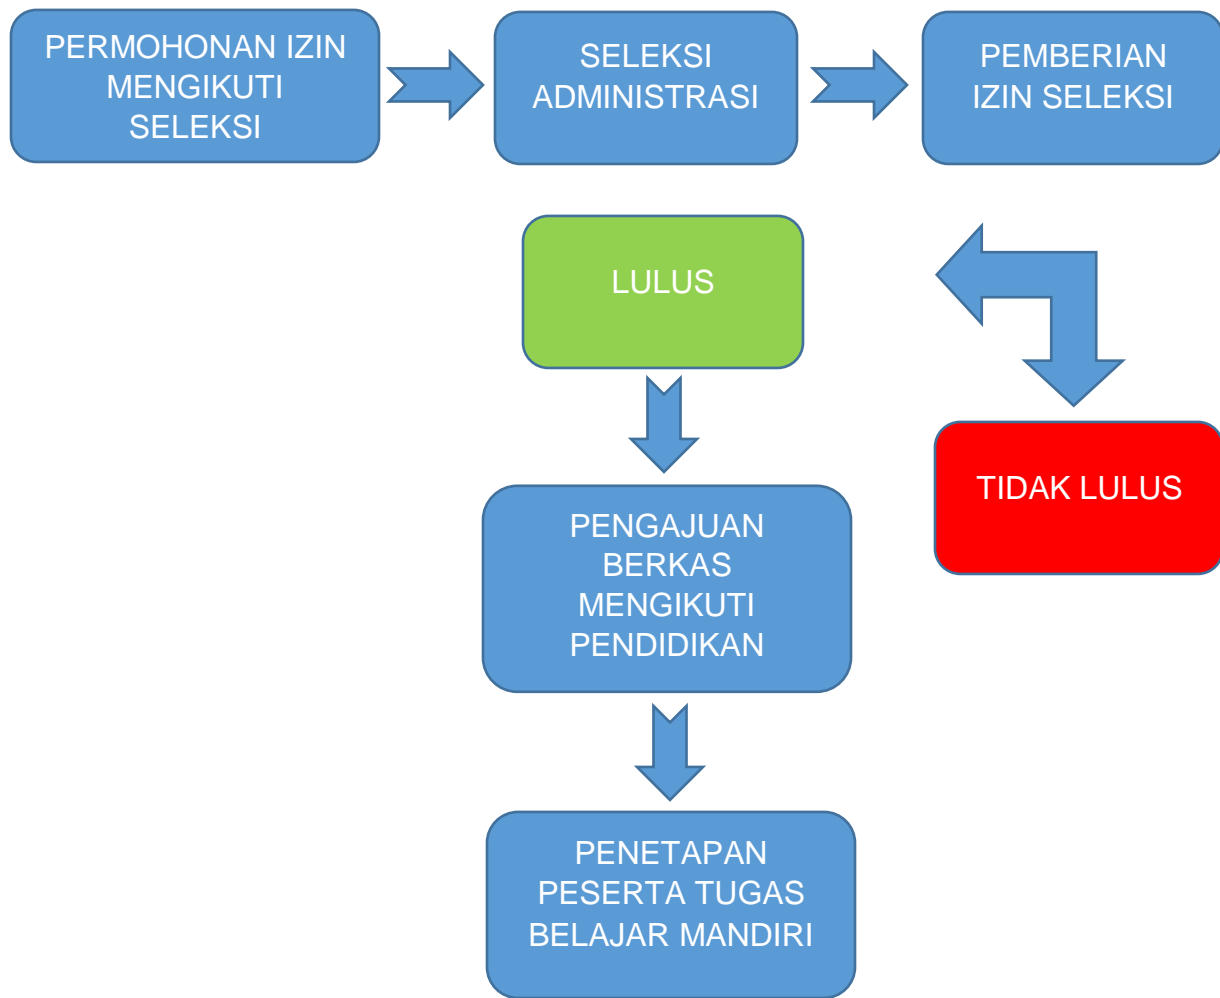 PERMOHONAN IZIN
MENGIKUTI
SELEKSI
SELEKSI
ADMINISTRASI
PEMBERIAN
IZIN SELEKSI
LULUS
TIDAK LULUS
PENGAJUAN
BERKAS
MENGIKUTI
PENDIDIKAN
PENETAPAN
PESERTA TUGAS
BELAJAR MANDIRI